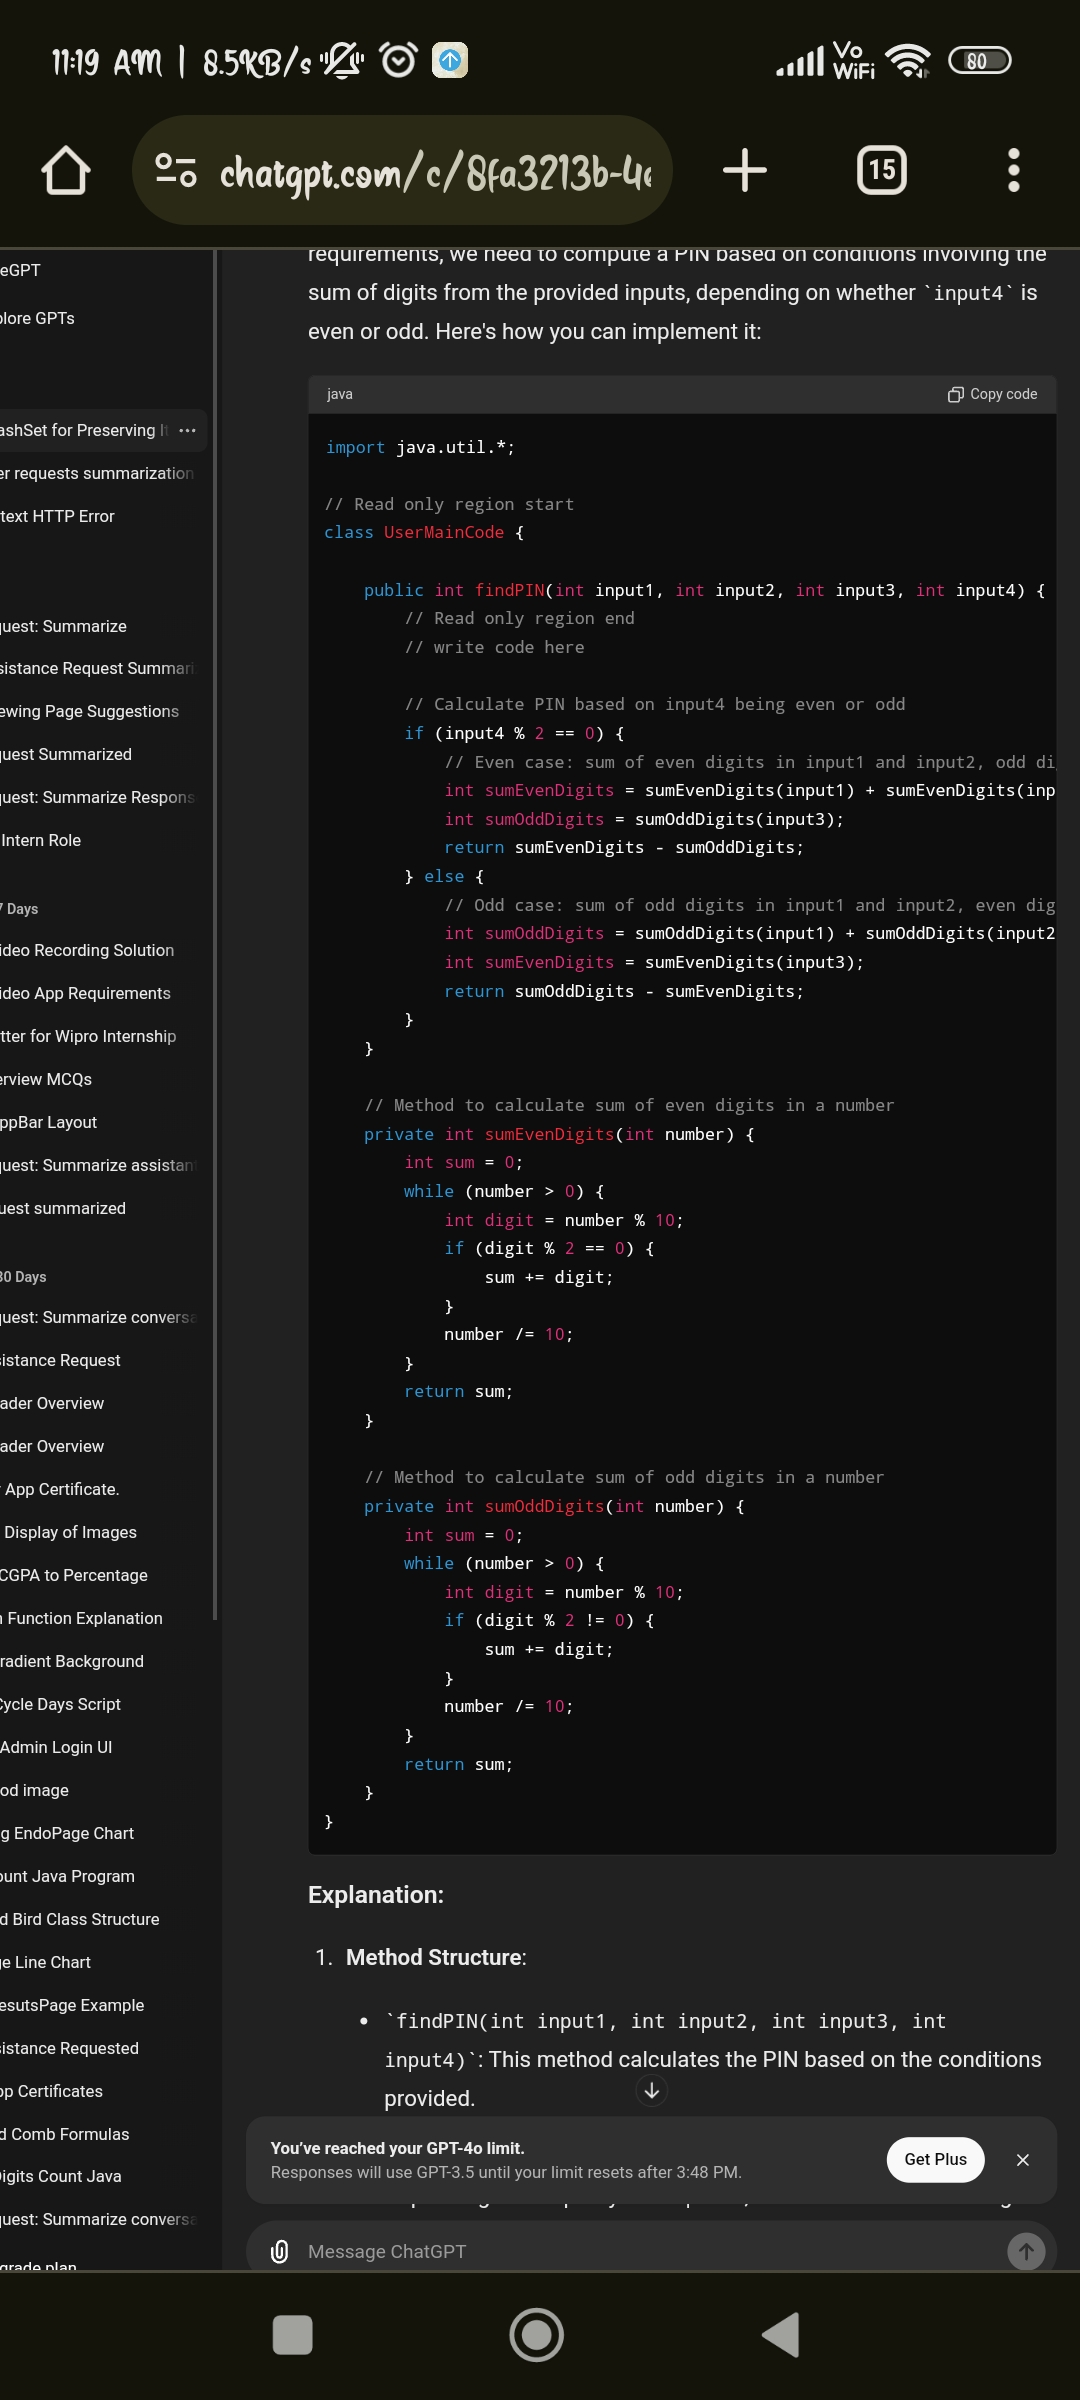 11:19 AM | 8.5KB/s
Vo
WiFi
80
chatgpt.com/c/8fa3213b-4e
15
eGPT
plore GPTs
ashSet for Preserving It
er requests summarization
text HTTP Error
quest: Summarize
sistance Request Summari
ewing Page Suggestions
quest Summarized
quest: Summarize Respons
Intern Role
7 Days
ideo Recording Solution
ideo App Requirements
tter for Wipro Internship
erview MCQs
ppBar Layout
quest: Summarize assistant
uest summarized
30 Days
quest: Summarize conversa
sistance Request
ader Overview
ader Overview
App Certificate.
Display of Images
CGPA to Percentage
n Function Explanation
radient Background
Cycle Days Script
Admin Login UI
od image
g EndoPage Chart
ount Java Program
d Bird Class Structure
ge Line Chart
esutsPage Example
sistance Requested
pp Certificates
d Comb Formulas
Digits Count Java
quest: Summarize conversa
grade plan
requirements, we need to compute a PIN based on conditions involving the
sum of digits from the provided inputs, depending on whether `input4` is
even or odd. Here's how you can implement it:
java
Copy code
import java.util.*;
// Read only region start
class UserMainCode {
public int findPIN(int input1, int input2, int input3, int input4) {
// Read only region end
// write code here
// Calculate PIN based on input4 being even or odd
if (input4 % 2 == 0) {
// Even case: sum of even digits in input1 and input2, odd di
int sumEvenDigits = sumEvenDigits(input1) + sumEvenDigits(inp
int sumOddDigits = sumOddDigits(input3);
return sumEvenDigits - sumOddDigits;
} else {
// Odd case: sum of odd digits in input1 and input2, even dig
int sumOddDigits = sumOddDigits(input1) + sumOddDigits(input2
int sumEvenDigits = sumEvenDigits(input3);
return sumOddDigits - sumEvenDigits;
}
}
// Method to calculate sum of even digits in a number
private int sumEvenDigits(int number) {
int sum = 0;
while (number > 0) {
int digit = number % 10;
if (digit % 2 == 0) {
sum += digit;
}
number /= 10;
}
return sum;
}
// Method to calculate sum of odd digits in a number
private int sumOddDigits(int number) {
int sum = 0;
while (number > 0) {
int digit = number % 10;
if (digit % 2 != 0) {
sum += digit;
}
number /= 10;
}
return sum;
}
}
Explanation:
1. Method Structure:
• `findPIN(int input1, int input2, int input3, int
input4)`: This method calculates the PIN based on the conditions
provided.
You've reached your GPT-4o limit.
Responses will use GPT-3.5 until your limit resets after 3:48 PM.
Get Plus
Message ChatGPT